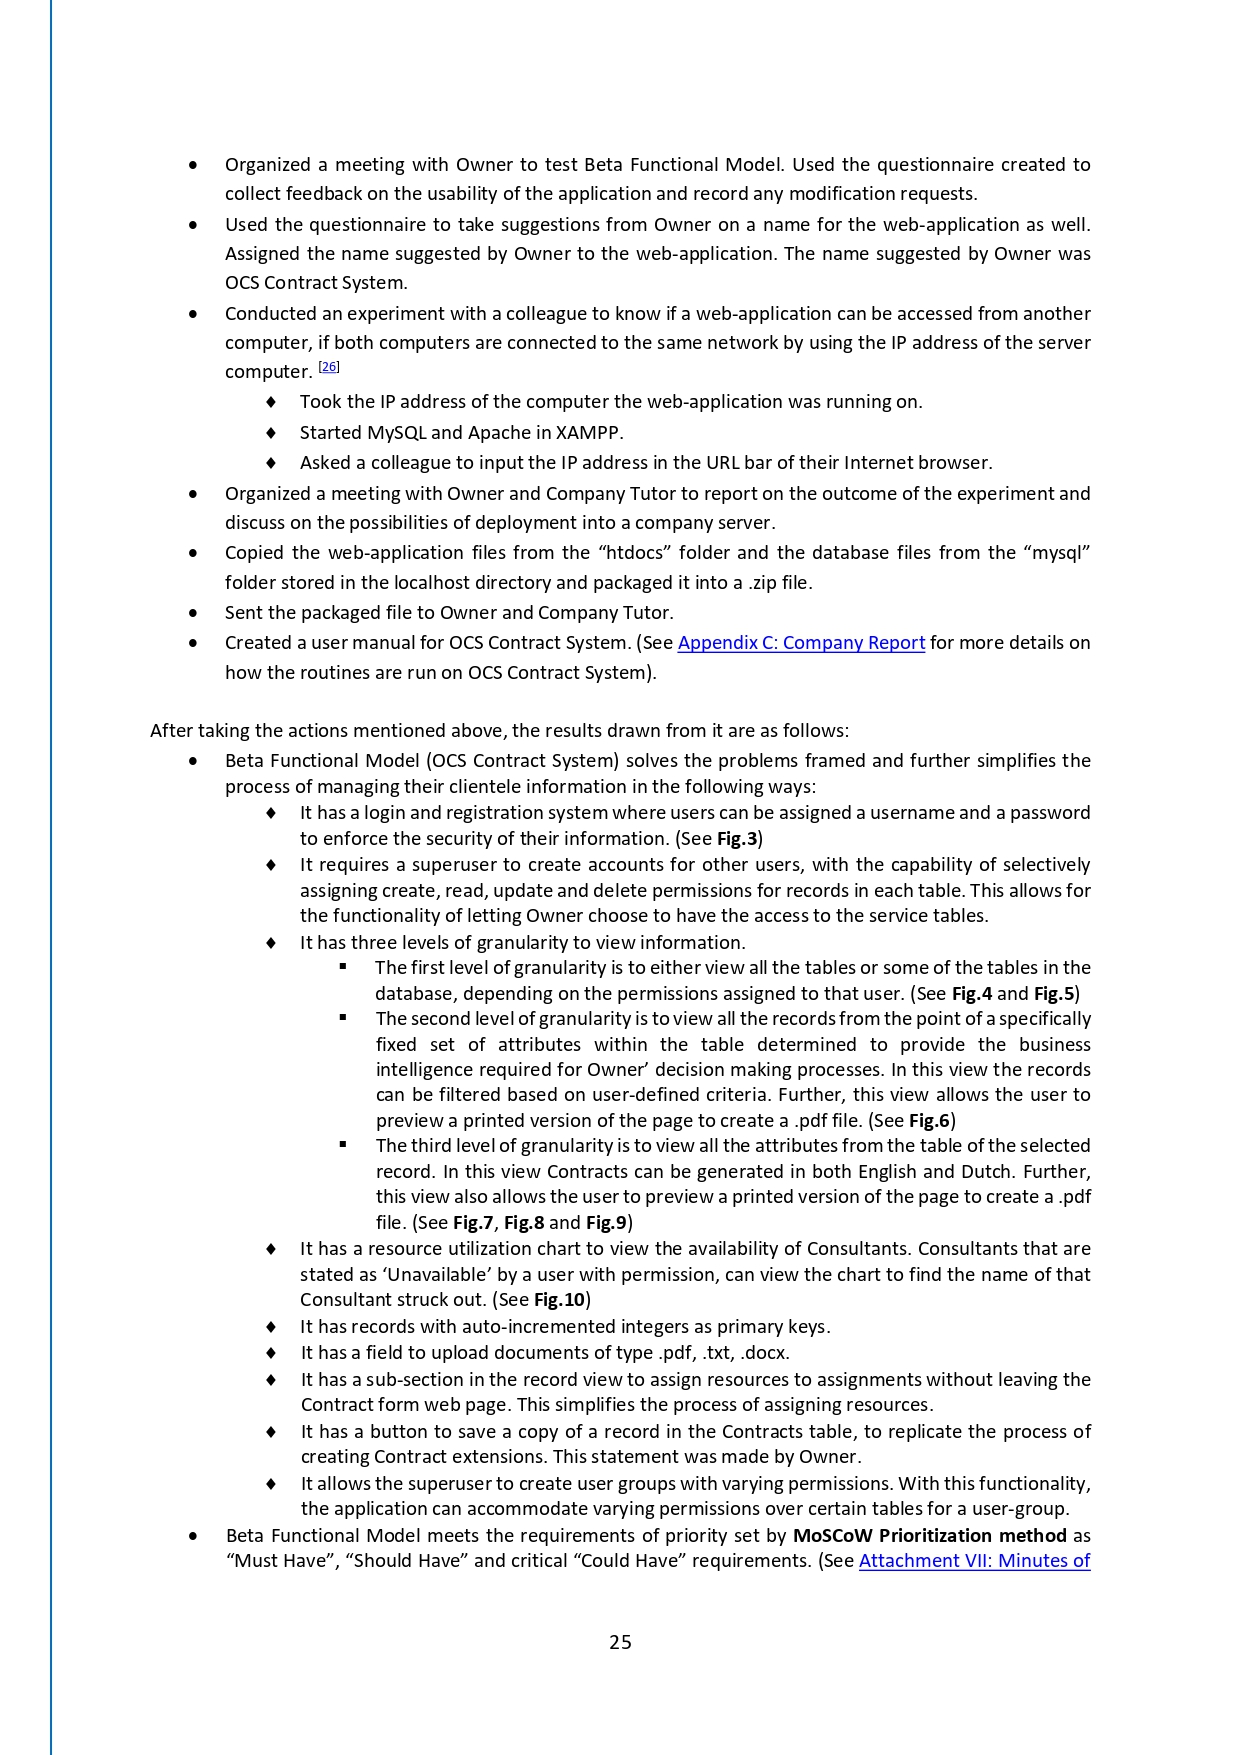 • Organized a meeting with Owner to test Beta Functional Model. Used the questionnaire created to
collect feedback on the usability of the application and record any modification requests.
• Used the questionnaire to take suggestions from Owner on a name for the web-application as well.
Assigned the name suggested by Owner to the web-application. The name suggested by Owner was
OCS Contract System.
• Conducted an experiment with a colleague to know if a web-application can be accessed from another
computer, if both computers are connected to the same network by using the IP address of the server
computer. [26]
♦ Took the IP address of the computer the web-application was running on.
♦ Started MySQL and Apache in XAMPP.
♦ Asked a colleague to input the IP address in the URL bar of their Internet browser.
• Organized a meeting with Owner and Company Tutor to report on the outcome of the experiment and
discuss on the possibilities of deployment into a company server.
• Copied the web-application files from the “htdocs” folder and the database files from the “mysql”
folder stored in the localhost directory and packaged it into a .zip file.
• Sent the packaged file to Owner and Company Tutor.
• Created a user manual for OCS Contract System. (See Appendix C: Company Report for more details on
how the routines are run on OCS Contract System).
After taking the actions mentioned above, the results drawn from it are as follows:
• Beta Functional Model (OCS Contract System) solves the problems framed and further simplifies the
process of managing their clientele information in the following ways:
♦ It has a login and registration system where users can be assigned a username and a password
to enforce the security of their information. (See Fig.3)
♦ It requires a superuser to create accounts for other users, with the capability of selectively
assigning create, read, update and delete permissions for records in each table. This allows for
the functionality of letting Owner choose to have the access to the service tables.
♦ It has three levels of granularity to view information.
▪ The first level of granularity is to either view all the tables or some of the tables in the
database, depending on the permissions assigned to that user. (See Fig.4 and Fig.5)
▪ The second level of granularity is to view all the records from the point of a specifically
fixed set of attributes within the table determined to provide the business
intelligence required for Owner’ decision making processes. In this view the records
can be filtered based on user-defined criteria. Further, this view allows the user to
preview a printed version of the page to create a .pdf file. (See Fig.6)
▪ The third level of granularity is to view all the attributes from the table of the selected
record. In this view Contracts can be generated in both English and Dutch. Further,
this view also allows the user to preview a printed version of the page to create a .pdf
file. (See Fig.7, Fig.8 and Fig.9)
♦ It has a resource utilization chart to view the availability of Consultants. Consultants that are
stated as ‘Unavailable’ by a user with permission, can view the chart to find the name of that
Consultant struck out. (See Fig.10)
♦ It has records with auto-incremented integers as primary keys.
♦ It has a field to upload documents of type .pdf, .txt, .docx.
♦ It has a sub-section in the record view to assign resources to assignments without leaving the
Contract form web page. This simplifies the process of assigning resources.
♦ It has a button to save a copy of a record in the Contracts table, to replicate the process of
creating Contract extensions. This statement was made by Owner.
♦ It allows the superuser to create user groups with varying permissions. With this functionality,
the application can accommodate varying permissions over certain tables for a user-group.
• Beta Functional Model meets the requirements of priority set by MoSCoW Prioritization method as
“Must Have”, “Should Have” and critical “Could Have” requirements. (See Attachment VII: Minutes of
25